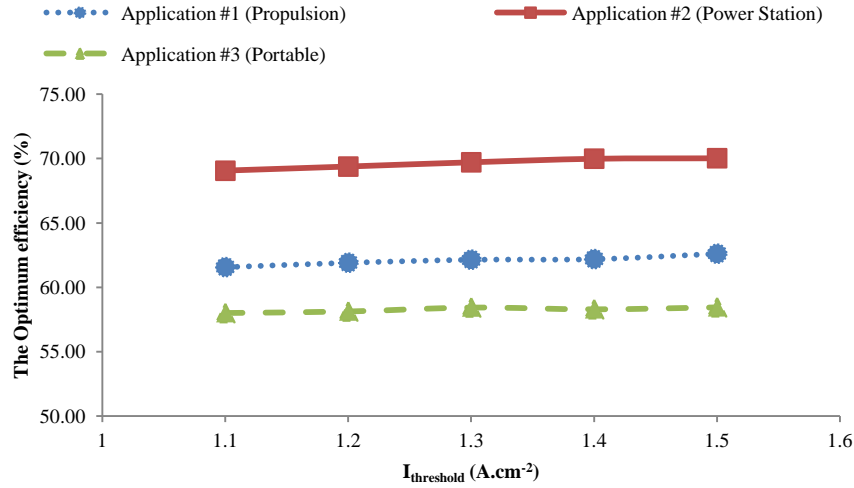 Application #1 (Propulsion)
Application #2 (Power Station)
Application #3 (Portable)
The Optimum efficiency (%)
75.00
70.00
65.00
60.00
55.00
50.00
1
1.1
1.2
1.3
1.4
1.5
1.6
I_threshold (A.cm⁻²)